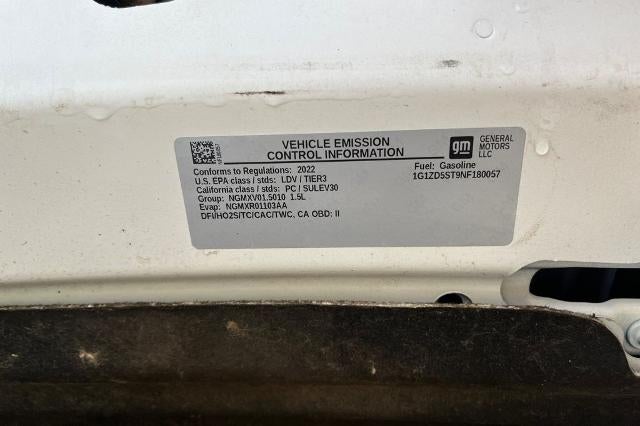 VEHICLE EMISSION
CONTROL INFORMATION
gm
GENERAL
MOTORS
LLC
Conforms to Regulations: 2022
Fuel: Gasoline
U.S. EPA class / stds: LDV / TIER3
1G1ZD5ST9NF180057
California class / stds: PC / SULEV30
Group: NGMXV01.5010 1.5L
Evap: NGMXR01103AA
DFI/HO2S/TC/CAC/TWC, CA OBD: II